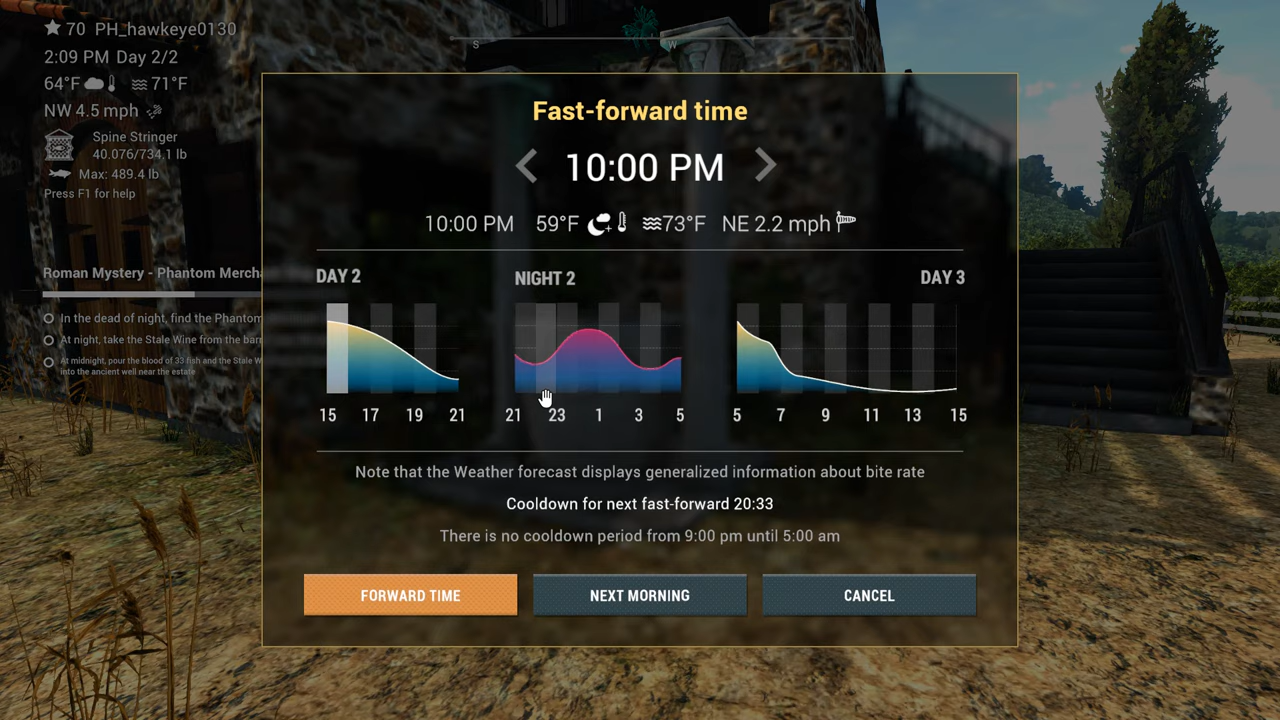 70 PH_hawkeye0130
2:09 PM Day 2/2
64°F 71°F
NW 4.5 mph
Spine Stringer
40.076/734.1 lb
Max: 489.4 lb
Press F1 for help
S W
Roman Mystery - Phantom Mercha
In the dead of night, find the Phantom
At night, take the Stale Wine from the barr
At midnight, pour the blood of 33 fish and the Stale W
into the ancient well near the estate
Fast-forward time
10:00 PM
10:00 PM 59°F 73°F NE 2.2 mph
DAY 2 NIGHT 2 DAY 3
15 17 19 21 21 23 1 3 5 5 7 9 11 13 15
Note that the Weather forecast displays generalized information about bite rate
Cooldown for next fast-forward 20:33
There is no cooldown period from 9:00 pm until 5:00 am
FORWARD TIME NEXT MORNING CANCEL